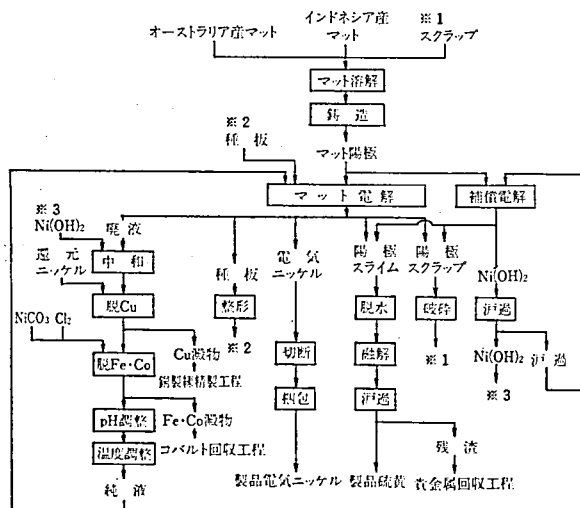 インドネシア産
マット
※1
スクラップ
オーストラリア産マット
マット溶解
鋳造
※2
種板
マット陽極
マット電解
補償電解
※3
Ni(OH)₂
廃液
還元
ニッケル
中和
種板
電気
ニッケル
陽極
スライム
陽極
スクラップ
Ni(OH)₂
脱Cu
整形
脱水
破砕
沪過
NiCO₃ Cl₂
※2
※1
Ni(OH)₂
沪過
※3
Cu澱物
銅製錬精製工程
切断
融解
脱Fe・Co
梱包
沪過
pH調整
Fe・Co澱物
コバルト回収工程
残渣
温度調整
純液
製品電気ニッケル
製品硫黄
貴金属回収工程